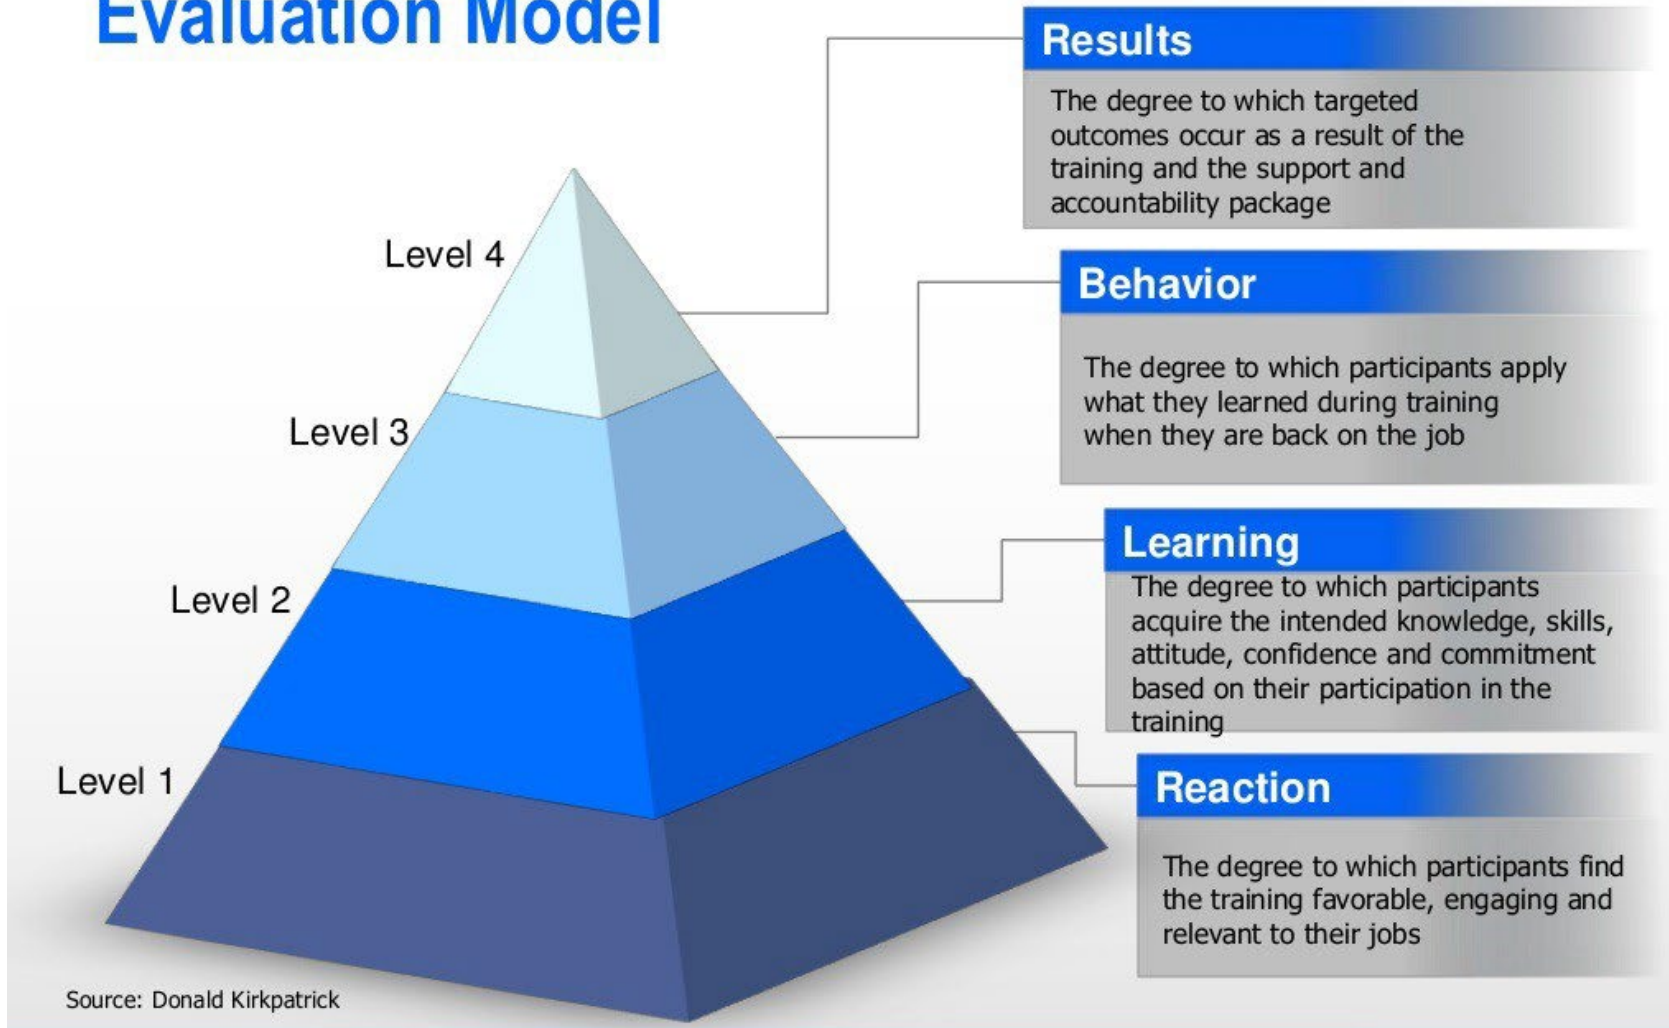 Evaluation Model
Results
The degree to which targeted
outcomes occur as a result of the
training and the support and
accountability package
Level 4
Behavior
The degree to which participants apply
what they learned during training
when they are back on the job
Level 3
Learning
The degree to which participants
acquire the intended knowledge, skills,
attitude, confidence and commitment
based on their participation in the
training
Level 2
Reaction
The degree to which participants find
the training favorable, engaging and
relevant to their jobs
Level 1
Source: Donald Kirkpatrick